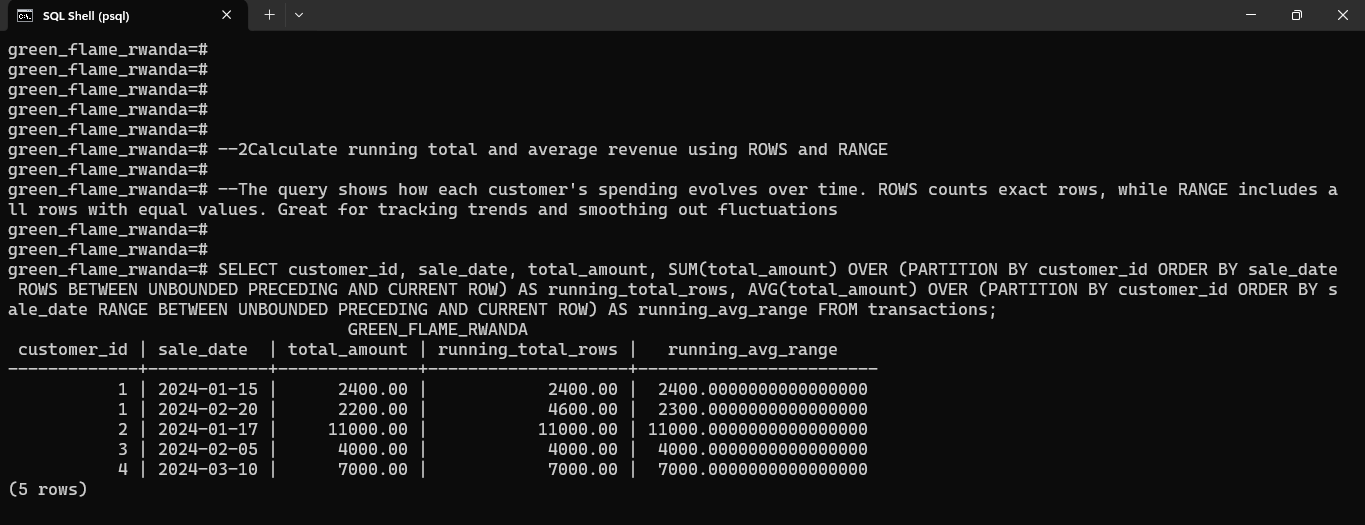 SQL Shell (psql)
green_flame_rwanda=#
green_flame_rwanda=#
green_flame_rwanda=#
green_flame_rwanda=#
green_flame_rwanda=#
green_flame_rwanda=# --2Calculate running total and average revenue using ROWS and RANGE
green_flame_rwanda=#
green_flame_rwanda=# --The query shows how each customer's spending evolves over time. ROWS counts exact rows, while RANGE includes a
ll rows with equal values. Great for tracking trends and smoothing out fluctuations
green_flame_rwanda=#
green_flame_rwanda=#
green_flame_rwanda=# SELECT customer_id, sale_date, total_amount, SUM(total_amount) OVER (PARTITION BY customer_id ORDER BY sale_date
 ROWS BETWEEN UNBOUNDED PRECEDING AND CURRENT ROW) AS running_total_rows, AVG(total_amount) OVER (PARTITION BY customer_id ORDER BY s
ale_date RANGE BETWEEN UNBOUNDED PRECEDING AND CURRENT ROW) AS running_avg_range FROM transactions;
                                  GREEN_FLAME_RWANDA
 customer_id | sale_date  | total_amount | running_total_rows |   running_avg_range
-------------+------------+--------------+--------------------+------------------------
           1 | 2024-01-15 |      2400.00 |            2400.00 |  2400.0000000000000000
           1 | 2024-02-20 |      2200.00 |            4600.00 |  2300.0000000000000000
           2 | 2024-01-17 |     11000.00 |           11000.00 | 11000.0000000000000000
           3 | 2024-02-05 |      4000.00 |            4000.00 |  4000.0000000000000000
           4 | 2024-03-10 |      7000.00 |            7000.00 |  7000.0000000000000000
(5 rows)